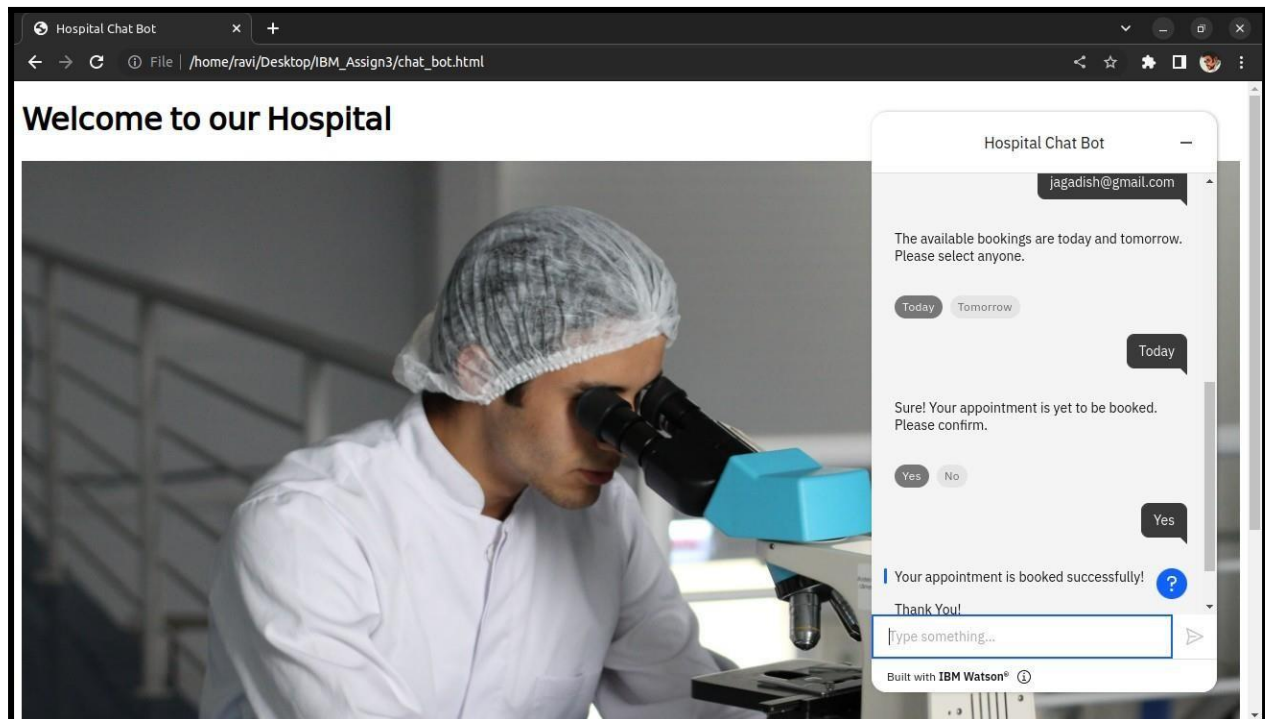 Hospital Chat Bot
File | /home/ravi/Desktop/IBM_Assign3/chat_bot.html
Welcome to our Hospital
Hospital Chat Bot
jagadish@gmail.com
The available bookings are today and tomorrow.
Please select anyone.
Today Tomorrow
Today
Sure! Your appointment is yet to be booked.
Please confirm.
Yes No
Yes
Your appointment is booked successfully!
?
Thank You!
Type something...
Built with IBM Watson®